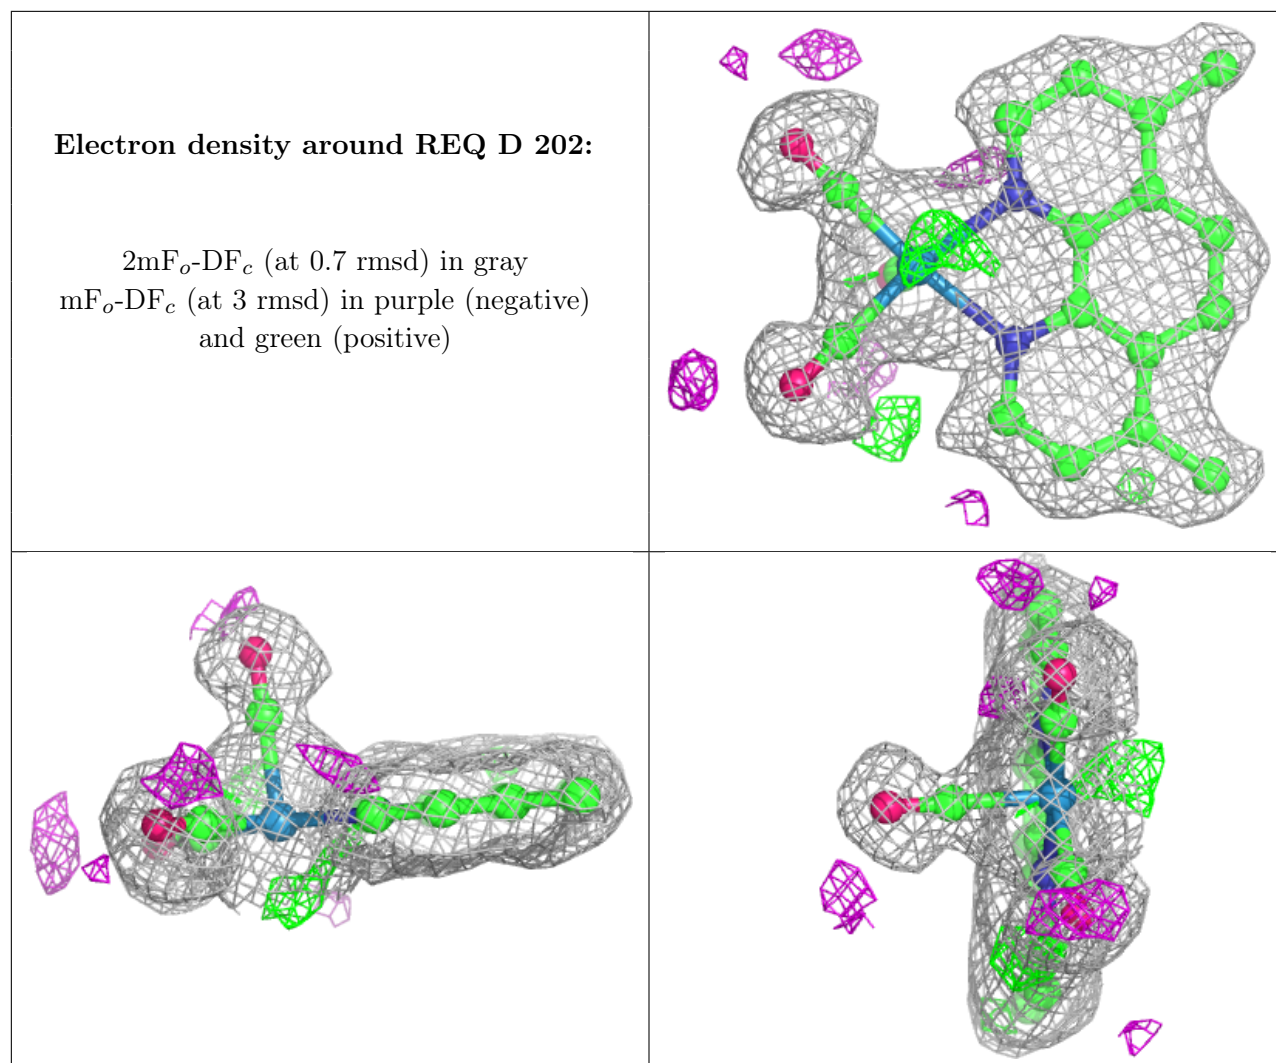 Electron density around REQ D 202:
2mFo-DFc (at 0.7 rmsd) in gray
mFo-DFc (at 3 rmsd) in purple (negative)
and green (positive)